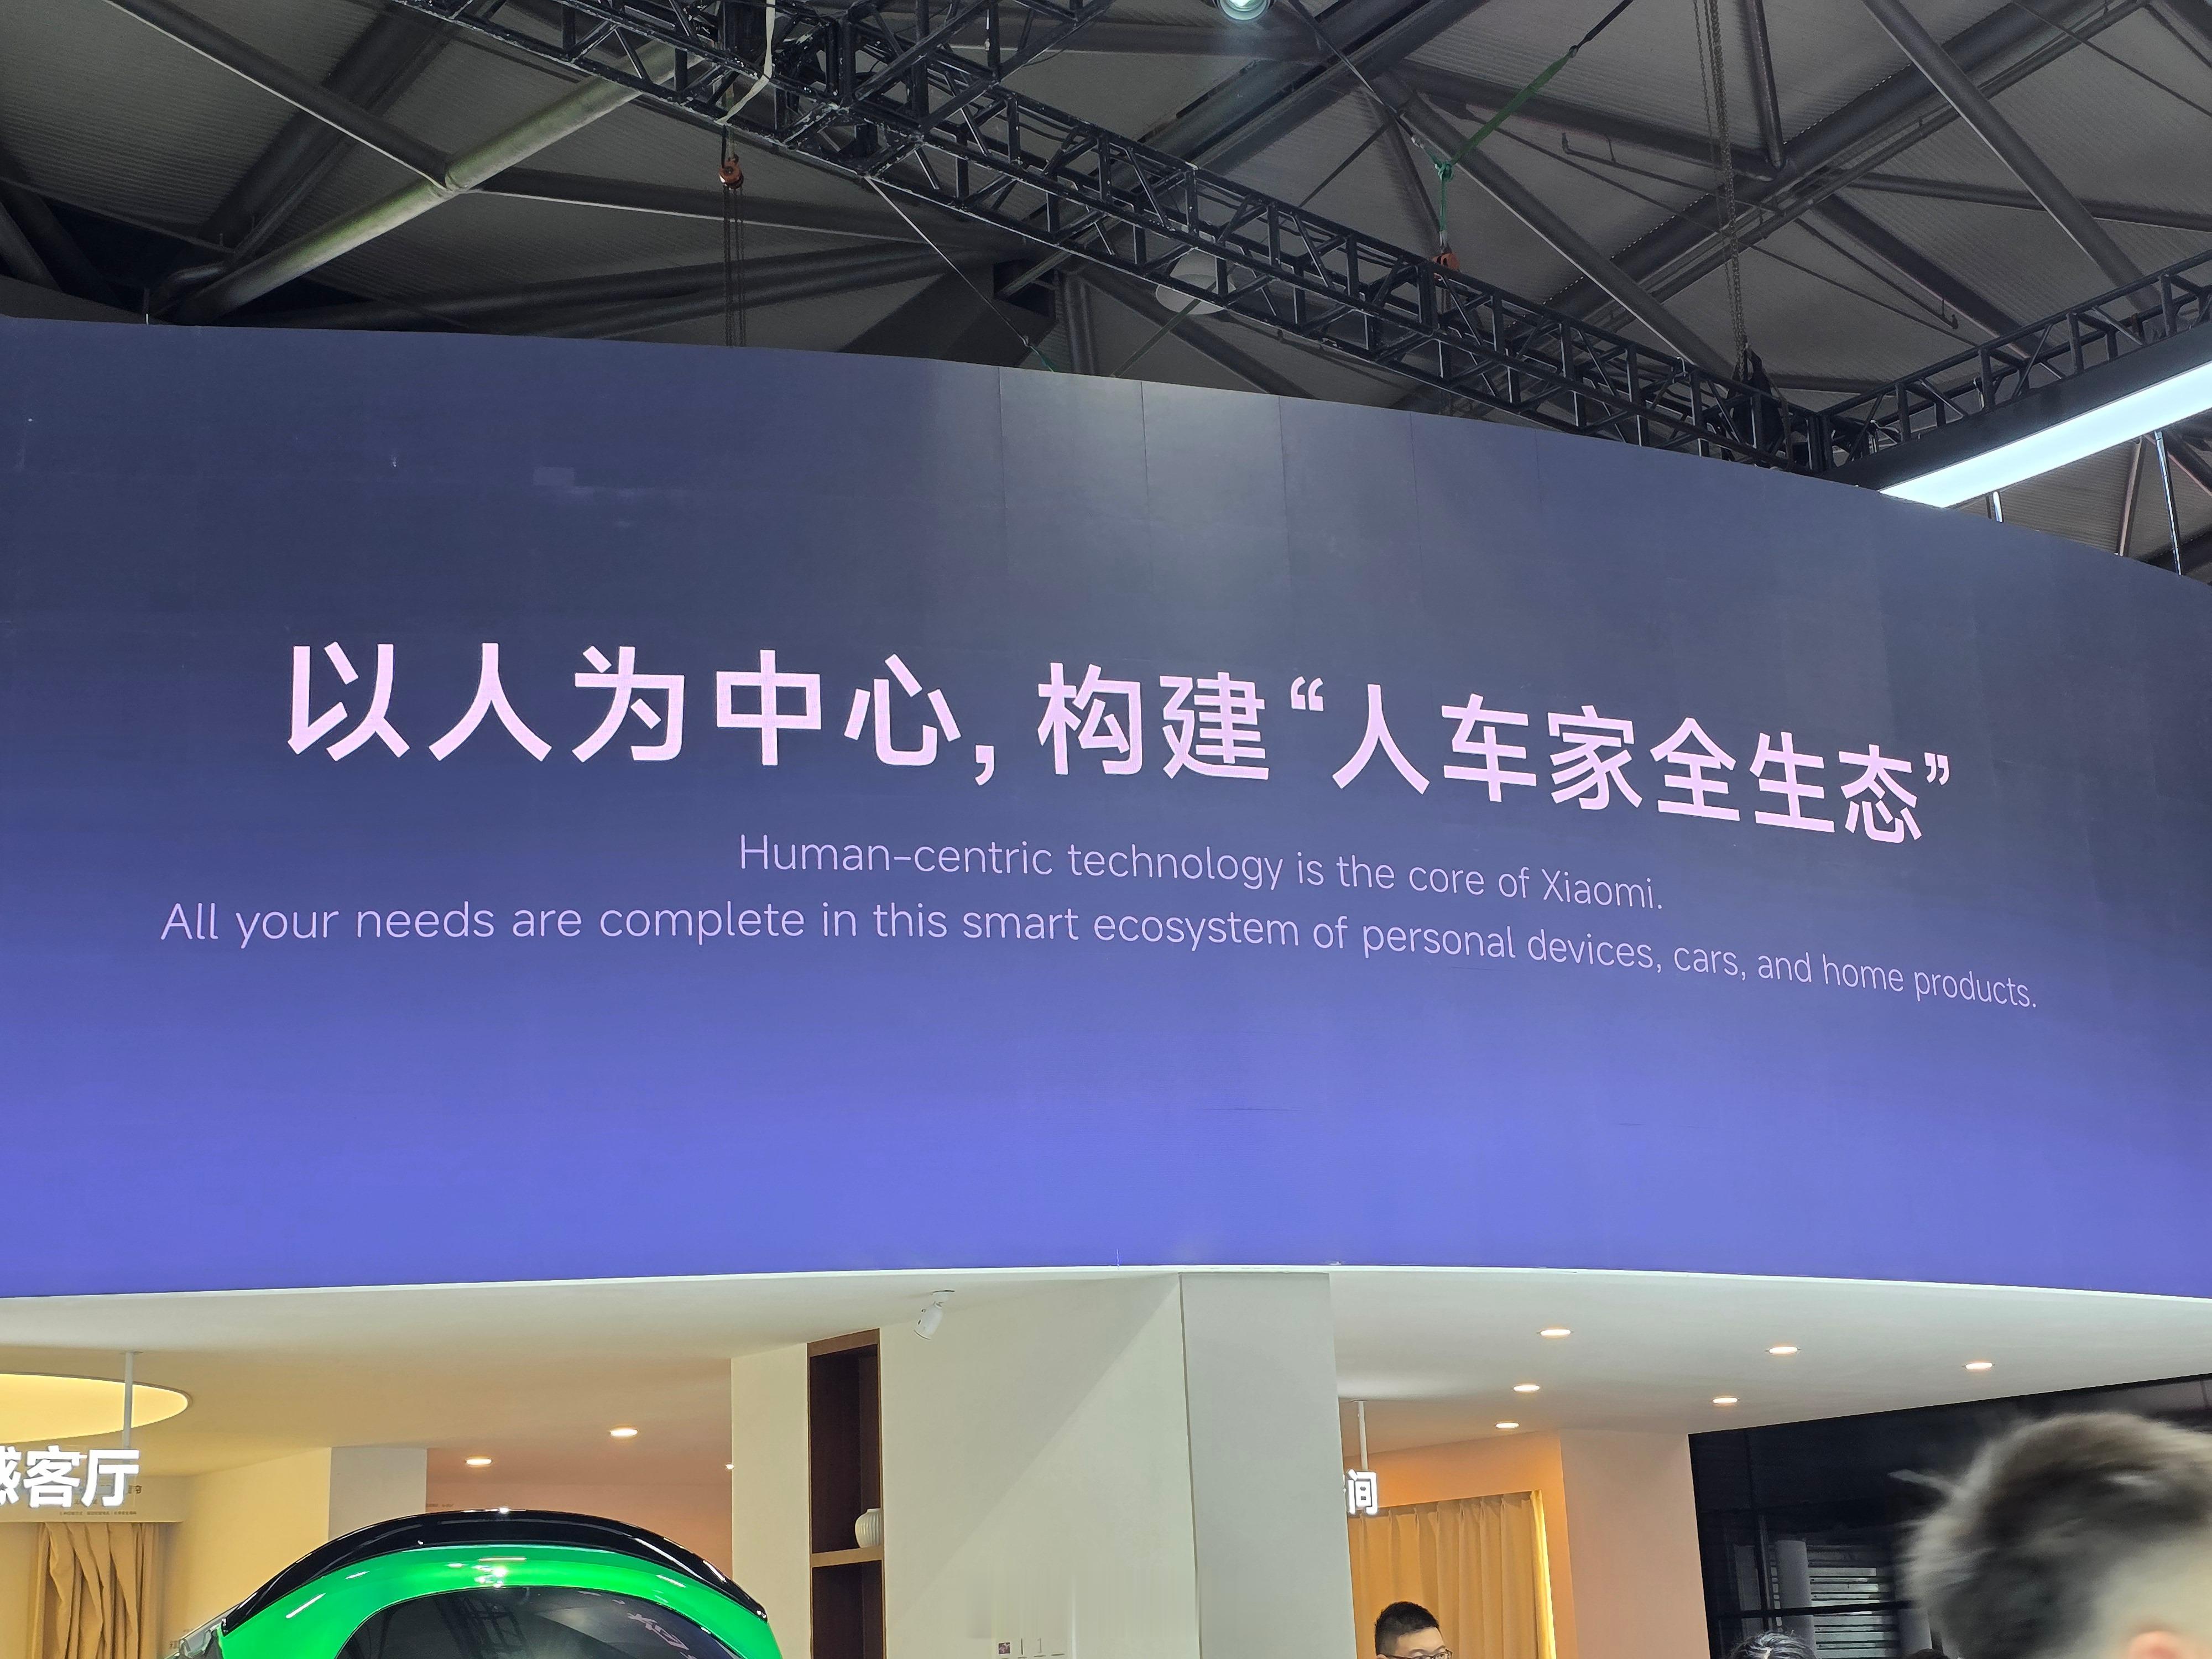 以人为中心，构建“人车家全生态”
Human-centric technology is the core of Xiaomi.
All your needs are complete in this smart ecosystem of personal devices, cars, and home products.
感客厅
间